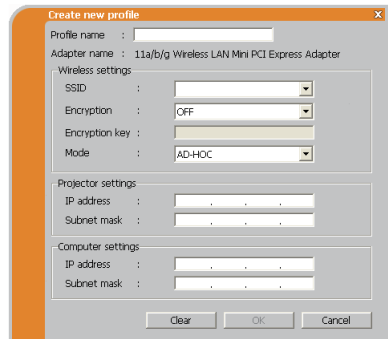 Create new profile X
Profile name :
Adapter name : 11a/b/g Wireless LAN Mini PCI Express Adapter
Wireless settings
SSID :
Encryption : OFF
Encryption key :
Mode : AD-HOC
Projector settings
IP address : . . .
Subnet mask : . . .
Computer settings
IP address : . . .
Subnet mask : . . .
Clear OK Cancel